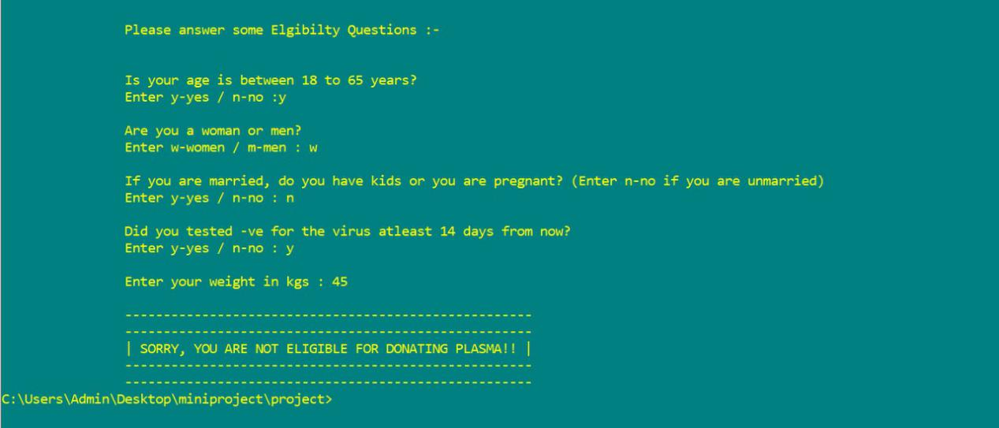 Please answer some Elgibilty Questions :-
Is your age is between 18 to 65 years?
Enter y-yes / n-no :y
Are you a woman or men?
Enter w-women / m-men : w
If you are married, do you have kids or you are pregnant? (Enter n-no if you are unmarried)
Enter y-yes / n-no : n
Did you tested -ve for the virus atleast 14 days from now?
Enter y-yes / n-no : y
Enter your weight in kgs : 45
-----------------------------------------------------
-----------------------------------------------------
| SORRY, YOU ARE NOT ELIGIBLE FOR DONATING PLASMA!! |
-----------------------------------------------------
-----------------------------------------------------
C:\Users\Admin\Desktop\miniproject\project>